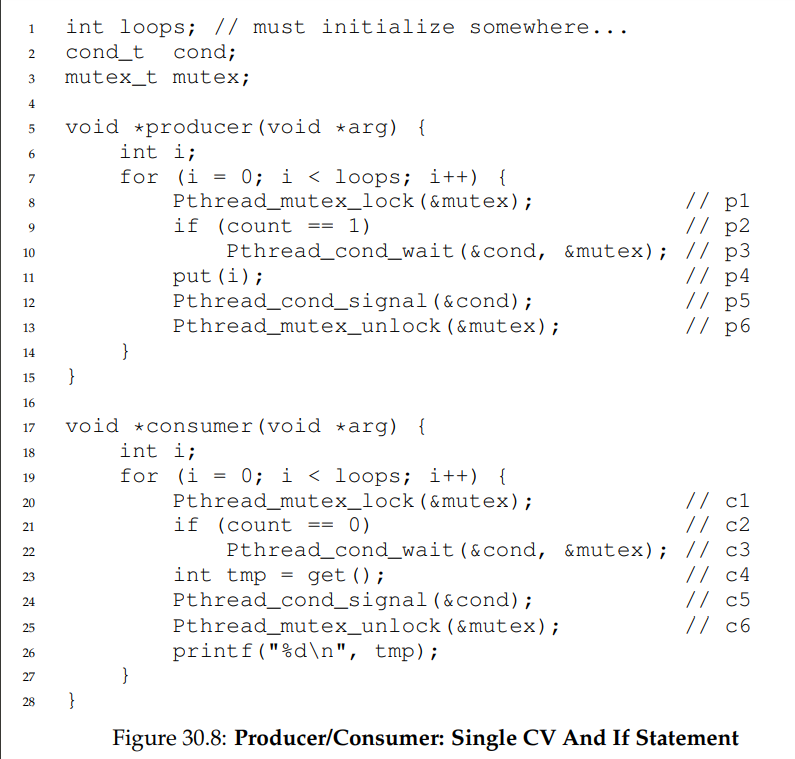 1 int loops; // must initialize somewhere...
2 cond_t  cond;
3 mutex_t mutex;
4
5 void *producer(void *arg) {
6     int i;
7     for (i = 0; i < loops; i++) {
8         Pthread_mutex_lock(&mutex);           // p1
9         if (count == 1)                       // p2
10             Pthread_cond_wait(&cond, &mutex); // p3
11         put(i);                               // p4
12         Pthread_cond_signal(&cond);           // p5
13         Pthread_mutex_unlock(&mutex);         // p6
14     }
15 }
16
17 void *consumer(void *arg) {
18     int i;
19     for (i = 0; i < loops; i++) {
20         Pthread_mutex_lock(&mutex);           // c1
21         if (count == 0)                       // c2
22             Pthread_cond_wait(&cond, &mutex); // c3
23         int tmp = get();                      // c4
24         Pthread_cond_signal(&cond);           // c5
25         Pthread_mutex_unlock(&mutex);         // c6
26         printf("%d\n", tmp);
27     }
28 }
Figure 30.8: Producer/Consumer: Single CV And If Statement